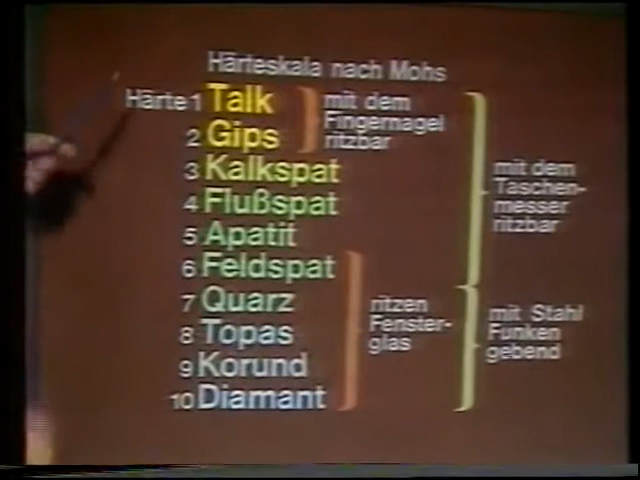 Härteskala nach Mohs
Härte 1 Talk
2 Gips
3 Kalkspat
4 Flußspat
5 Apatit
6 Feldspat
7 Quarz
8 Topas
9 Korund
10 Diamant
mit dem
Fingernagel
ritzbar
mit dem
Taschen-
messer
ritzbar
ritzen
Fenster-
glas
mit Stahl
Funken
gebend